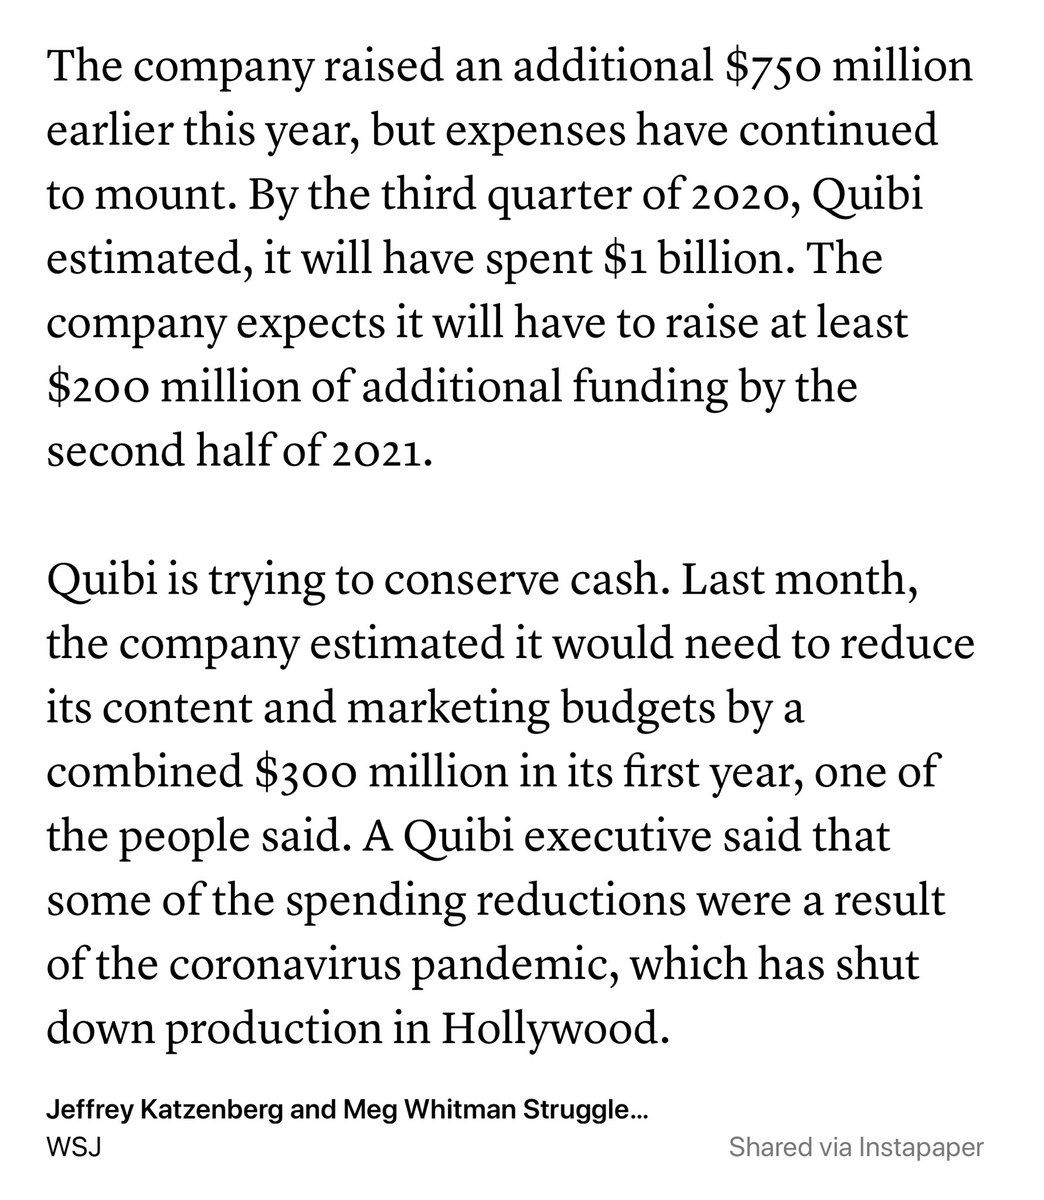 The company raised an additional $750 million
earlier this year, but expenses have continued
to mount. By the third quarter of 2020, Quibi
estimated, it will have spent $1 billion. The
company expects it will have to raise at least
$200 million of additional funding by the
second half of 2021.
Quibi is trying to conserve cash. Last month,
the company estimated it would need to reduce
its content and marketing budgets by a
combined $300 million in its first year, one of
the people said. A Quibi executive said that
some of the spending reductions were a result
of the coronavirus pandemic, which has shut
down production in Hollywood.
Jeffrey Katzenberg and Meg Whitman Struggle...
WSJ
Shared via Instapaper